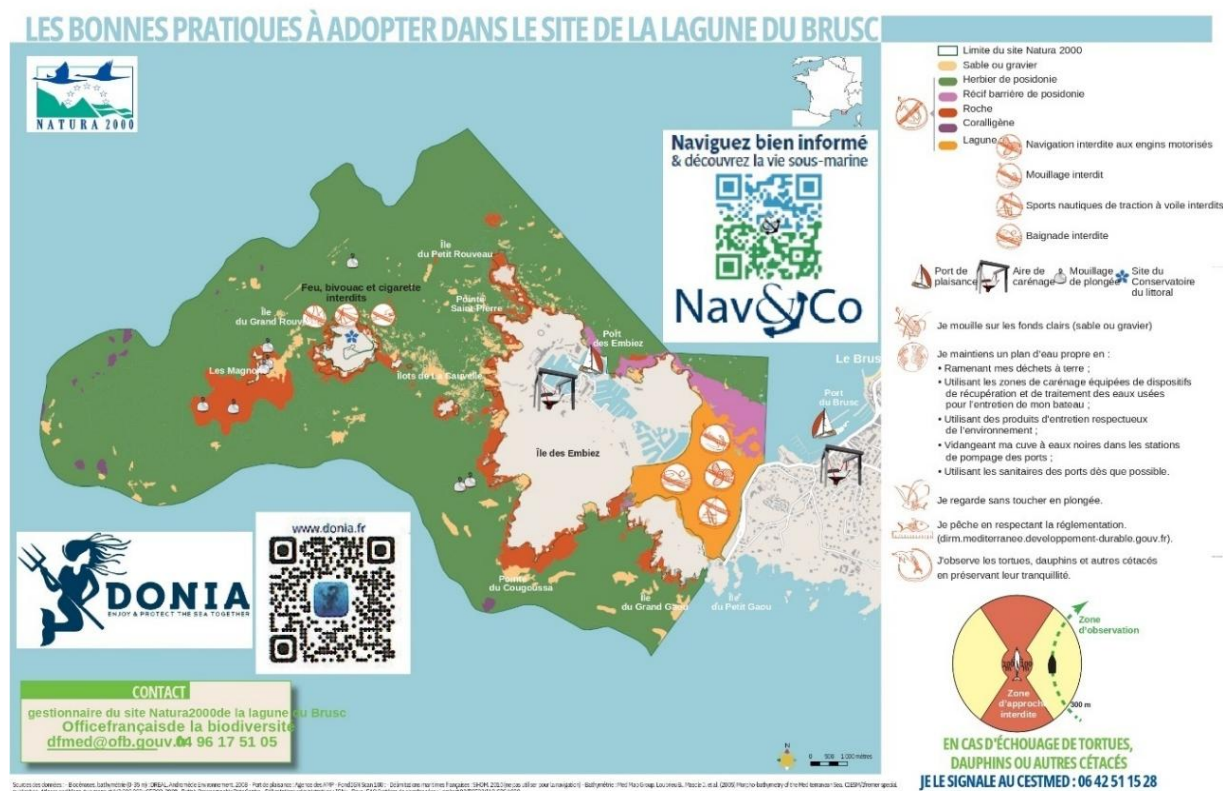 LES BONNES PRATIQUES À ADOPTER DANS LE SITE DE LA LAGUNE DU BRUSC
NATURA 2000
Naviguez bien informé
& découvrez la vie sous-marine
Nav&Co
Île
du Petit Rouveau
Feu, bivouac et cigarette
interdits
Île
du Grand Rouveau
Pointe
Saint Pierre
Les Magnons
Îlots de La Cauvelle
Port
des Embiez
Le Brusc
Port
du Brusc
Île des Embiez
Pointe
du Cougoussa
Île
du Grand Gaou
Île
du Petit Gaou
www.donia.fr
DONIA
ENJOY & PROTECT THE SEA TOGETHER
CONTACT
gestionnaire du site Natura2000de la lagune du Brusc
Officefrançaisde la biodiversité
dfmed@ofb.gouv.fr 04 96 17 51 05
0 500 1 000 mètres
Limite du site Natura 2000
Sable ou gravier
Herbier de posidonie
Récif barrière de posidonie
Roche
Coralligène
Lagune
Navigation interdite aux engins motorisés
Mouillage interdit
Sports nautiques de traction à voile interdits
Baignade interdite
Port de
plaisance
Aire de
carénage
Mouillage
de plongée
Site du
Conservatoire
du littoral
Je mouille sur les fonds clairs (sable ou gravier)
Je maintiens un plan d'eau propre en :
• Ramenant mes déchets à terre ;
• Utilisant les zones de carénage équipées de dispositifs
de récupération et de traitement des eaux usées
pour l'entretien de mon bateau ;
• Utilisant des produits d'entretien respectueux
de l'environnement ;
• Vidangeant ma cuve à eaux noires dans les stations
de pompage des ports ;
• Utilisant les sanitaires des ports dès que possible.
Je regarde sans toucher en plongée.
Je pêche en respectant la réglementation.
(dirm.mediterranee.developpement-durable.gouv.fr).
J'observe les tortues, dauphins et autres cétacés
en préservant leur tranquillité.
Zone
d'observation
Zone
d'approche
interdite
300 m
EN CAS D'ÉCHOUAGE DE TORTUES,
DAUPHINS OU AUTRES CÉTACÉS
JE LE SIGNALE AU CESTMED : 06 42 51 15 28